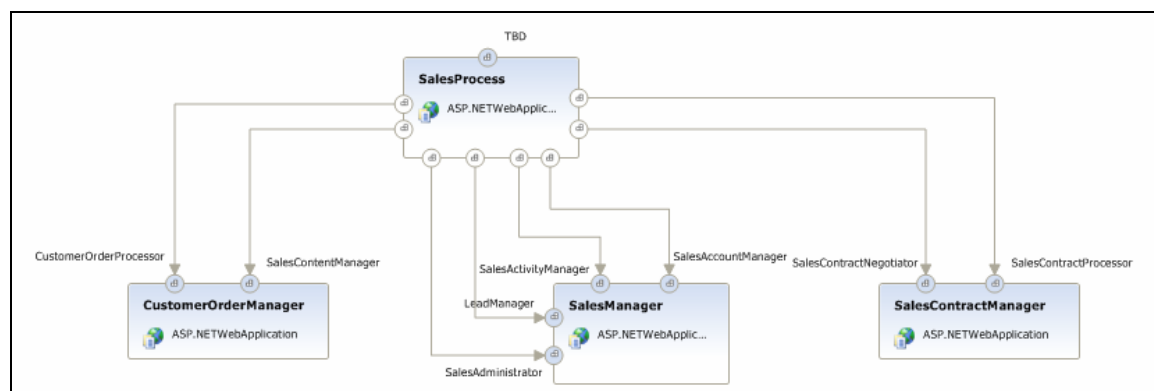 TBD
SalesProcess
ASP.NETWebApplic...
CustomerOrderProcessor
SalesContentManager
SalesActivityManager
SalesAccountManager
SalesContractNegotiator
SalesContractProcessor
CustomerOrderManager
ASP.NETWebApplication
LeadManager
SalesManager
ASP.NETWebApplic...
SalesAdministrator
SalesContractManager
ASP.NETWebApplication